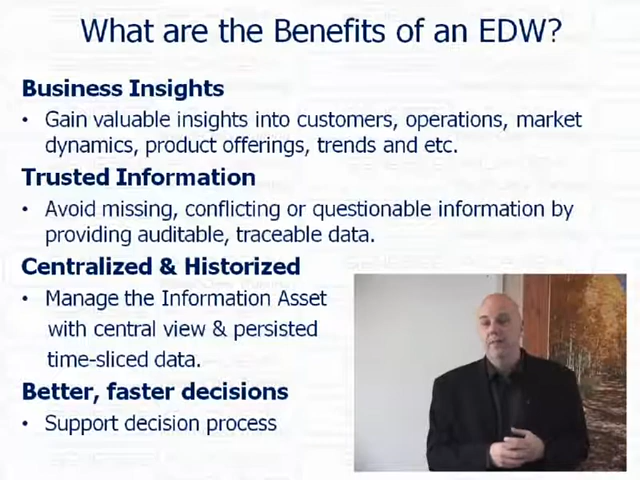 What are the Benefits of an EDW?
Business Insights
• Gain valuable insights into customers, operations, market
dynamics, product offerings, trends and etc.
Trusted Information
• Avoid missing, conflicting or questionable information by
providing auditable, traceable data.
Centralized & Historized
• Manage the Information Asset
with central view & persisted
time-sliced data.
Better, faster decisions
• Support decision process